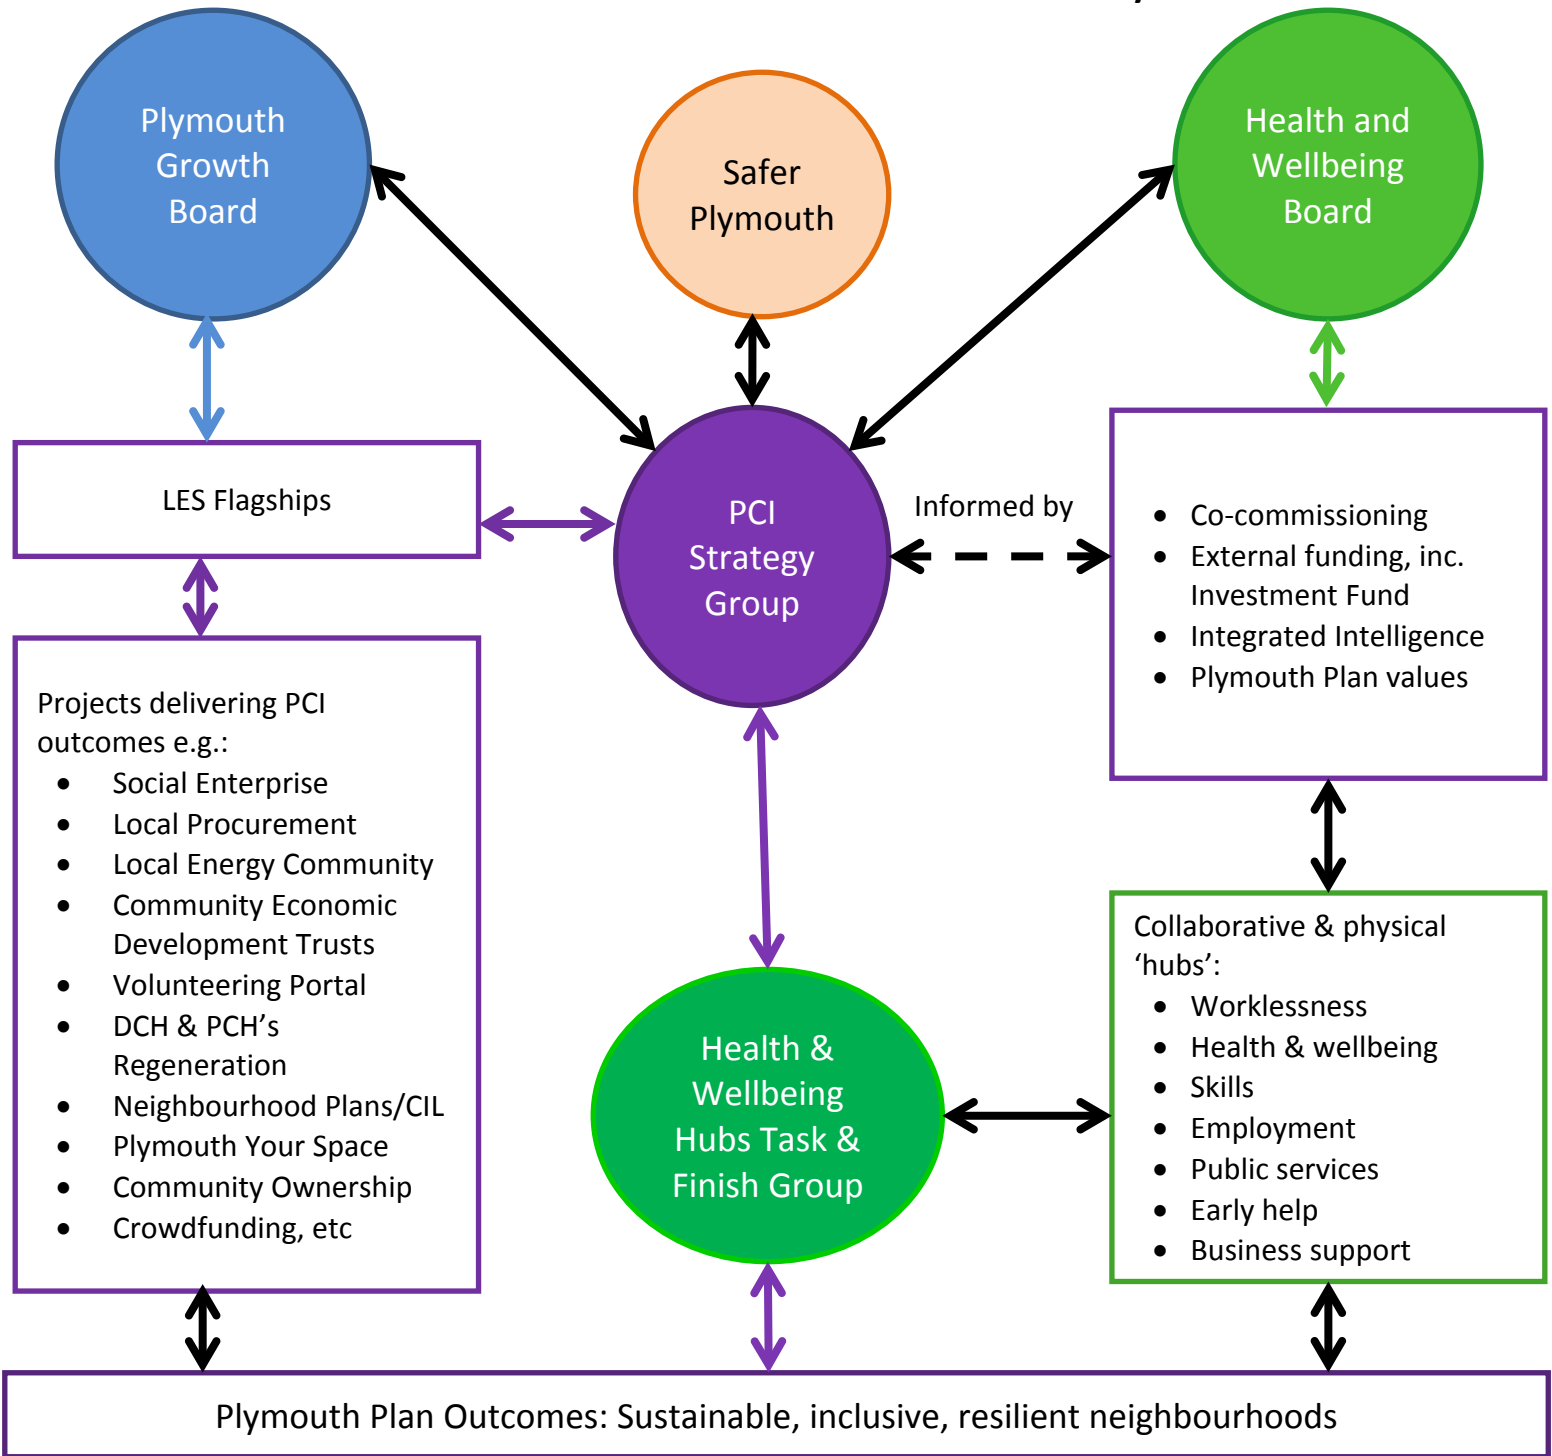 Plymouth
Growth
Board
Safer
Plymouth
Health and
Wellbeing
Board
LES Flagships
PCI
Strategy
Group
Informed by
• Co-commissioning
• External funding, inc.
Investment Fund
• Integrated Intelligence
• Plymouth Plan values
Projects delivering PCI
outcomes e.g.:
• Social Enterprise
• Local Procurement
• Local Energy Community
• Community Economic
Development Trusts
• Volunteering Portal
• DCH & PCH’s
Regeneration
• Neighbourhood Plans/CIL
• Plymouth Your Space
• Community Ownership
• Crowdfunding, etc
Health &
Wellbeing
Hubs Task &
Finish Group
Collaborative & physical
‘hubs’:
• Worklessness
• Health & wellbeing
• Skills
• Employment
• Public services
• Early help
• Business support
Plymouth Plan Outcomes: Sustainable, inclusive, resilient neighbourhoods